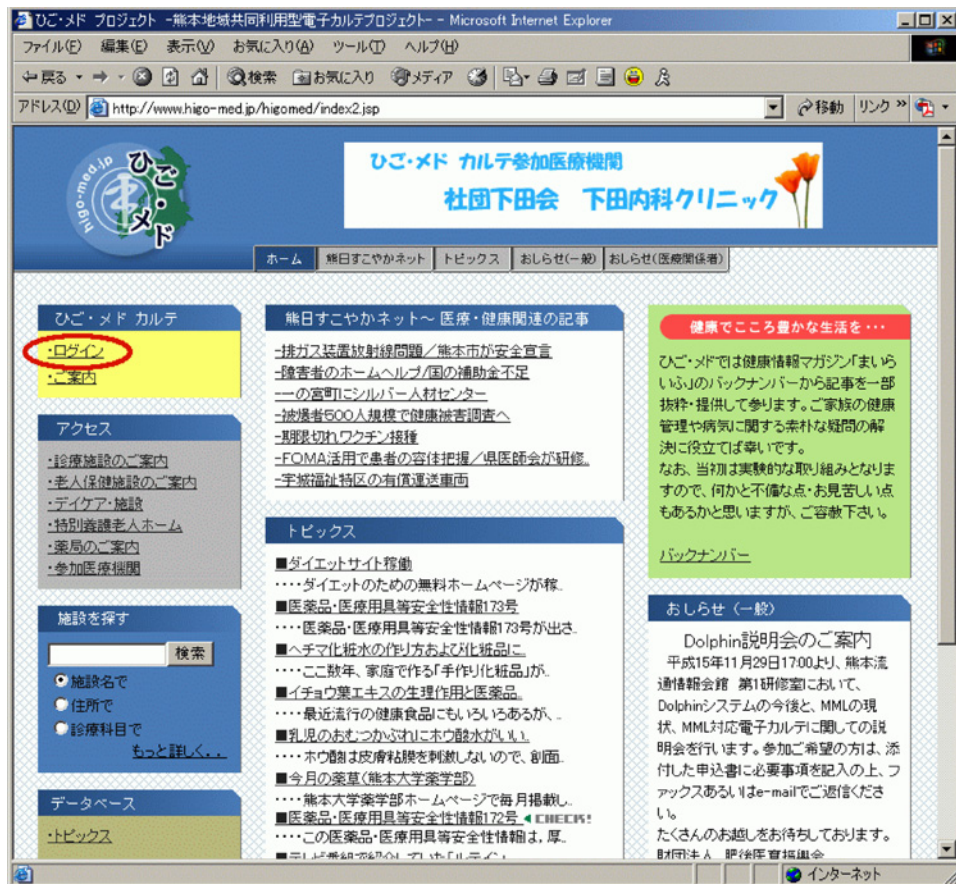 ひご・メド プロジェクト -熊本地域共同利用型電子カルテプロジェクト- - Microsoft Internet Explorer
ファイル(F) 編集(E) 表示(V) お気に入り(A) ツール(T) ヘルプ(H)
戻る 検索 お気に入り メディア
アドレス(D) http://www.higo-med.jp/higomed/index2.jsp 移動 リンク »
higo-med.jp
ひご・メド
ひご・メド カルテ参加医療機関
社団下田会 下田内科クリニック
ホーム 熊日すこやかネット トピックス おしらせ(一般) おしらせ(医療関係者)
ひご・メド カルテ
・ログイン
・ご案内
アクセス
・診療施設のご案内
・老人保健施設のご案内
・デイケア・施設
・特別養護老人ホーム
・薬局のご案内
・参加医療機関
施設を探す
検索
施設名で
住所で
診療科目で
もっと詳しく..
データベース
・トピックス
熊日すこやかネット～ 医療・健康関連の記事
-排ガス装置放射線問題／熊本市が安全宣言
-障害者のホームヘルプ/国の補助金不足
-一の宮町にシルバー人材センター
-被爆者500人規模で健康被害調査へ
-期限切れワクチン接種
-FOMA活用で患者の容体把握／県医師会が研修..
-宇城福祉特区の有償運送車両
トピックス
■ダイエットサイト稼働
・・・・ダイエットのための無料ホームページが稼..
■医薬品・医療用具等安全性情報173号
・・・・医薬品・医療用具等安全性情報173号が出さ..
■ヘチマ化粧水の作り方および化粧品に..
・・・・ここ数年、家庭で作る「手作り化粧品」が..
■イチョウ葉エキスの生理作用と医薬品..
・・・・最近流行の健康食品にもいろいろあるが、..
■乳児のおむつかぶれにホウ酸水がいい..
・・・・ホウ酸は皮膚粘膜を刺激しないので、創面..
■今月の薬草(熊本大学薬学部)
・・・・熊本大学薬学部ホームページで毎月掲載し..
■医薬品・医療用具等安全性情報172号 CHECK!
・・・・この医薬品・医療用具等安全性情報は，厚..
健康でこころ豊かな生活を・・・
ひご・メドでは健康情報マガジン「まいら
いふ」のバックナンバーから記事を一部
抜粋・提供して参ります。ご家族の健康
管理や病気に関する素朴な疑問の解
決に役立てば幸いです。
なお、当初は実験的な取り組みとなりま
すので、何かと不備な点・お見苦しい点
もあるかと思いますが、ご容赦下さい。
バックナンバー
おしらせ（一般）
Dolphin説明会のご案内
平成15年11月29日17:00より、熊本流
通情報会館 第1研修室において、
Dolphinシステムの今後と、MMLの現
状、MML対応電子カルテに関しての説
明会を行います。参加ご希望の方は、添
付した申込書に必要事項を記入の上、フ
ァックスあるいはe-mailでご返信くださ
い。
たくさんのお越しをお待ちしております。
財団法人 肥後医育振興会
インターネット